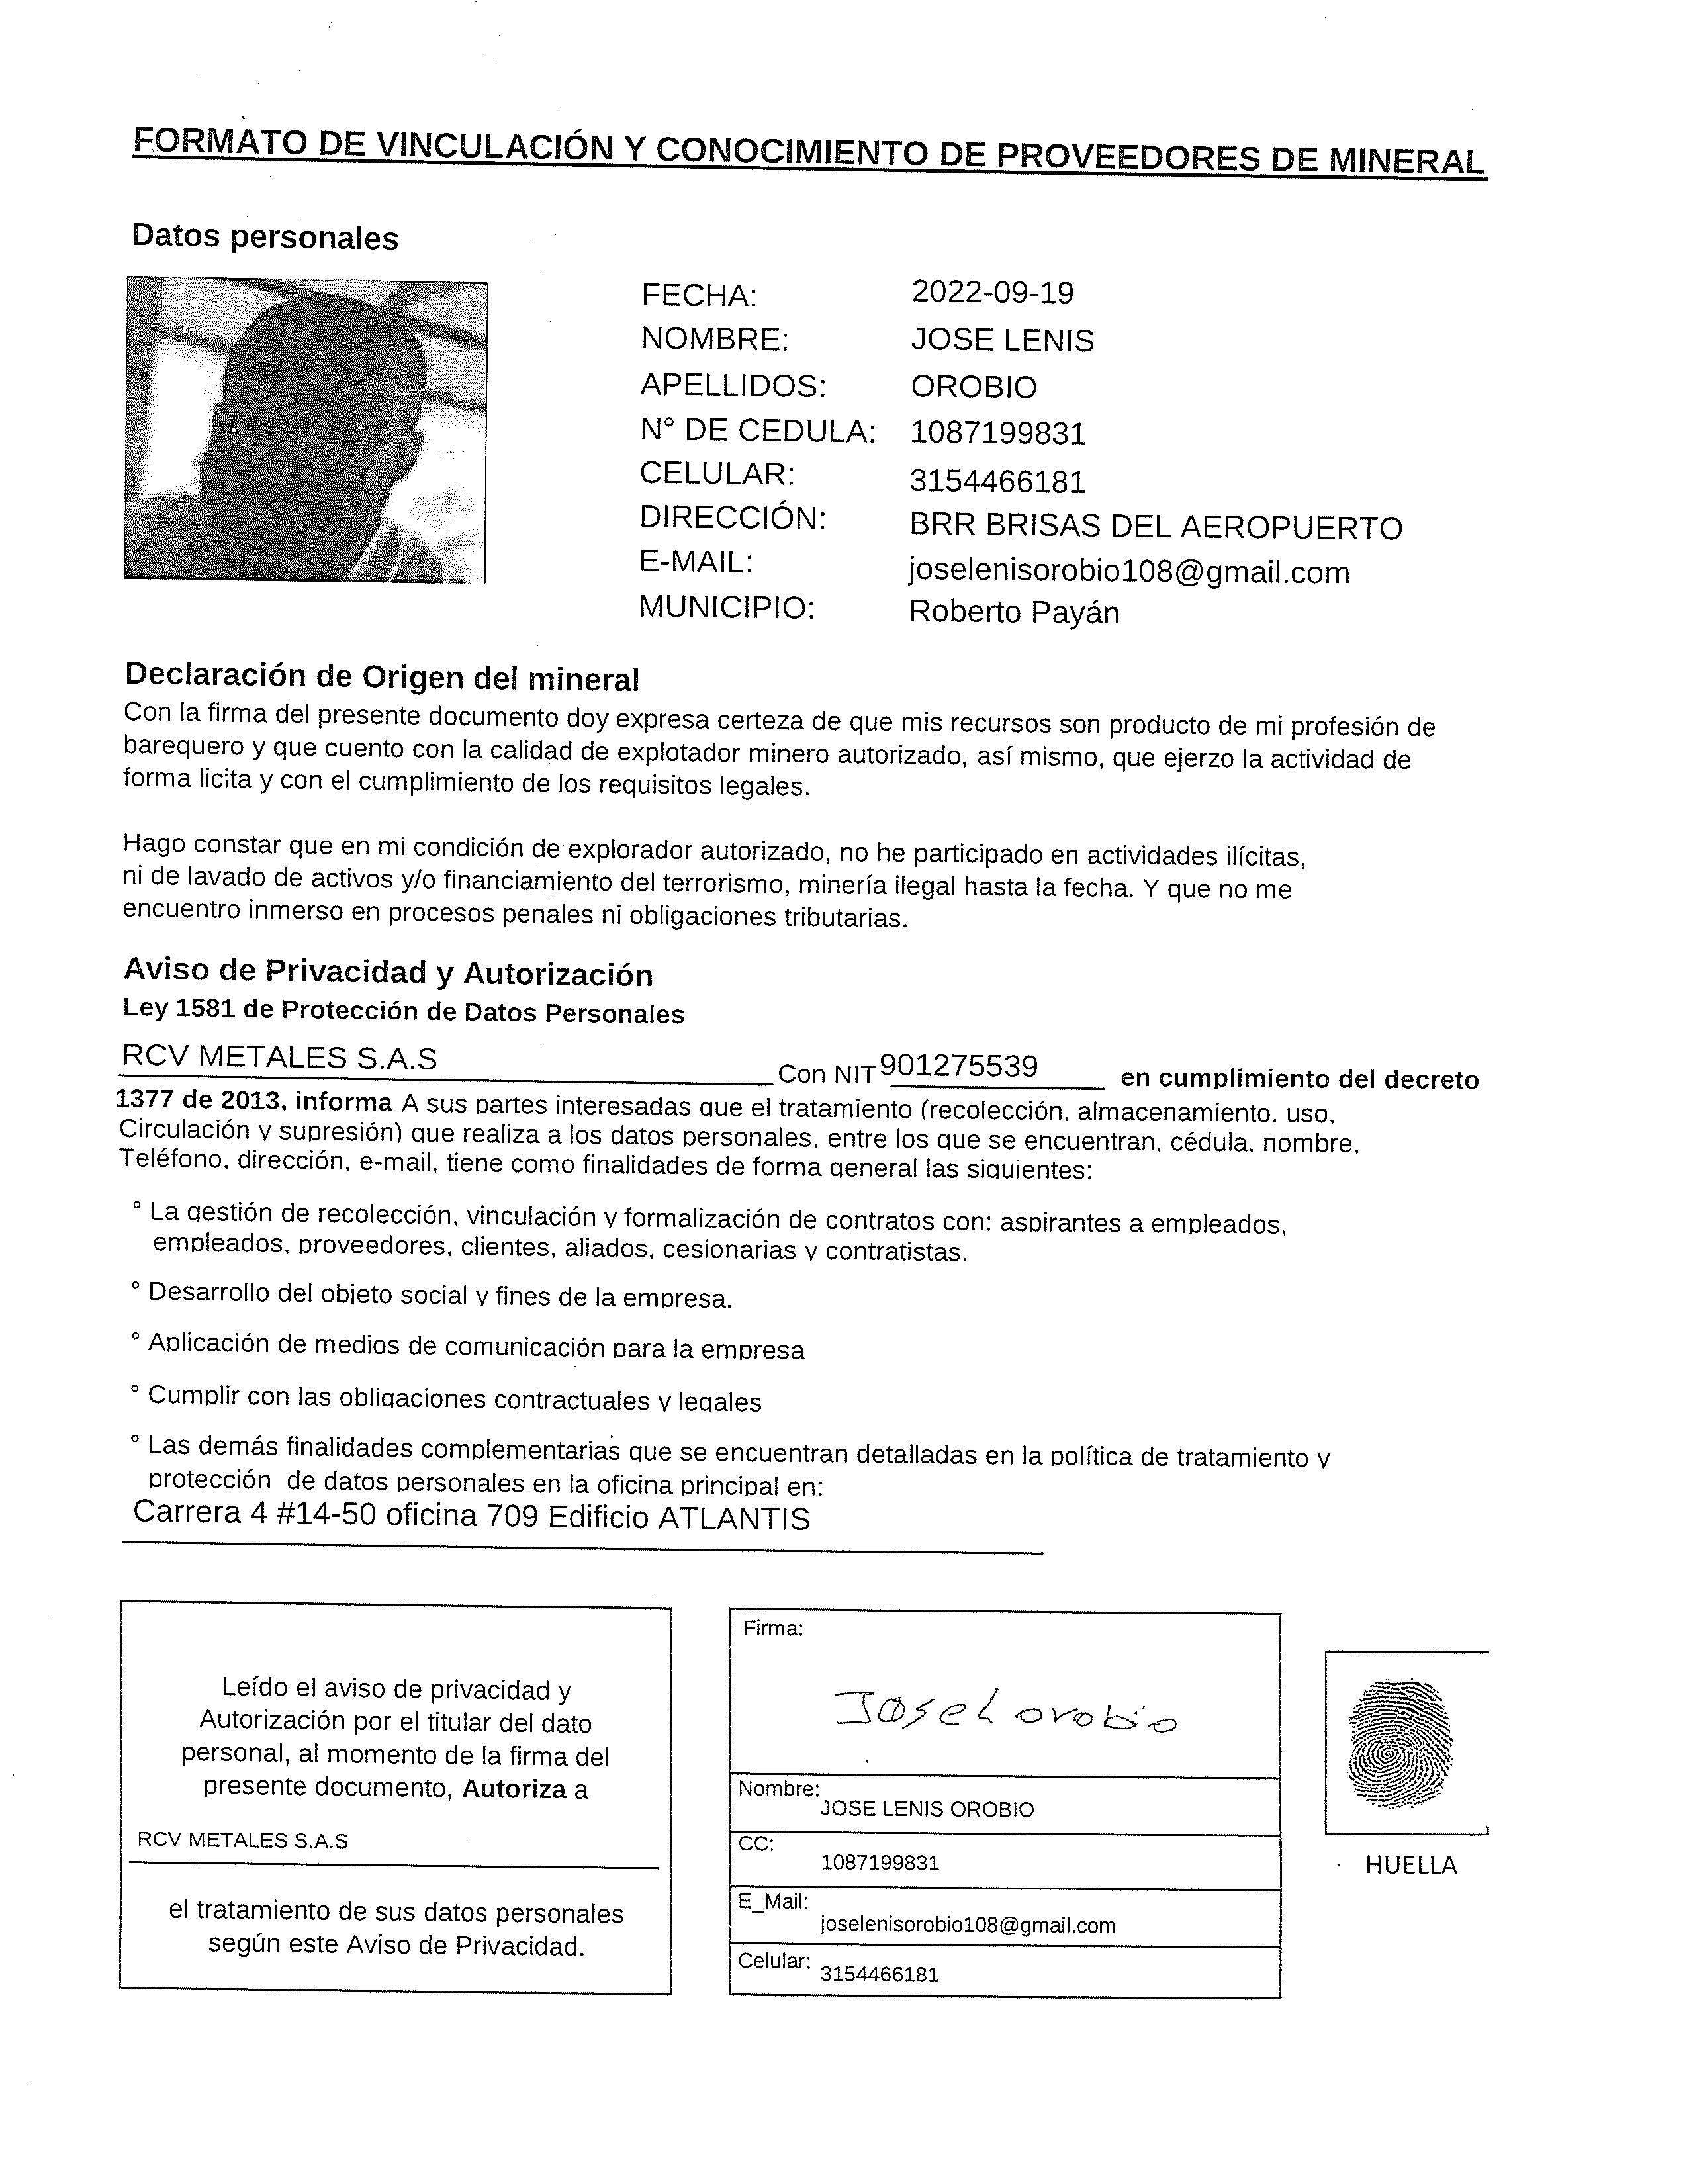 FORMATO DE VINCULACIÓN Y CONOCIMIENTO DE PROVEEDORES DE MINERAL
Datos personales
FECHA: 2022-09-19
NOMBRE: JOSE LENIS
APELLIDOS: OROBIO
N° DE CEDULA: 1087199831
CELULAR: 3154466181
DIRECCIÓN: BRR BRISAS DEL AEROPUERTO
E-MAIL: joselenisorobio108@gmail.com
MUNICIPIO: Roberto Payán
Declaración de Origen del mineral
Con la firma del presente documento doy expresa certeza de que mis recursos son producto de mi profesión de
barequero y que cuento con la calidad de explotador minero autorizado, así mismo, que ejerzo la actividad de
forma licita y con el cumplimiento de los requisitos legales.
Hago constar que en mi condición de explorador autorizado, no he participado en actividades ilícitas,
ni de lavado de activos y/o financiamiento del terrorismo, minería ilegal hasta la fecha. Y que no me
encuentro inmerso en procesos penales ni obligaciones tributarias.
Aviso de Privacidad y Autorización
Ley 1581 de Protección de Datos Personales
RCV METALES S.A.S Con NIT 901275539 en cumplimiento del decreto
1377 de 2013, informa A sus partes interesadas que el tratamiento (recolección, almacenamiento, uso,
Circulación y supresión) que realiza a los datos personales, entre los que se encuentran, cédula, nombre,
Teléfono, dirección, e-mail, tiene como finalidades de forma general las siguientes:
° La gestión de recolección, vinculación y formalización de contratos con: aspirantes a empleados,
empleados, proveedores, clientes, aliados, cesionarias y contratistas.
° Desarrollo del objeto social y fines de la empresa.
° Aplicación de medios de comunicación para la empresa
° Cumplir con las obligaciones contractuales y legales
° Las demás finalidades complementarias que se encuentran detalladas en la política de tratamiento y
protección de datos personales en la oficina principal en:
Carrera 4 #14-50 oficina 709 Edificio ATLANTIS
Leído el aviso de privacidad y
Autorización por el titular del dato
personal, al momento de la firma del
presente documento, Autoriza a
RCV METALES S.A.S
el tratamiento de sus datos personales
según este Aviso de Privacidad.
Firma:
Jose L orobio
Nombre:
JOSE LENIS OROBIO
CC:
1087199831
E_Mail:
joselenisorobio108@gmail.com
Celular:
3154466181
HUELLA